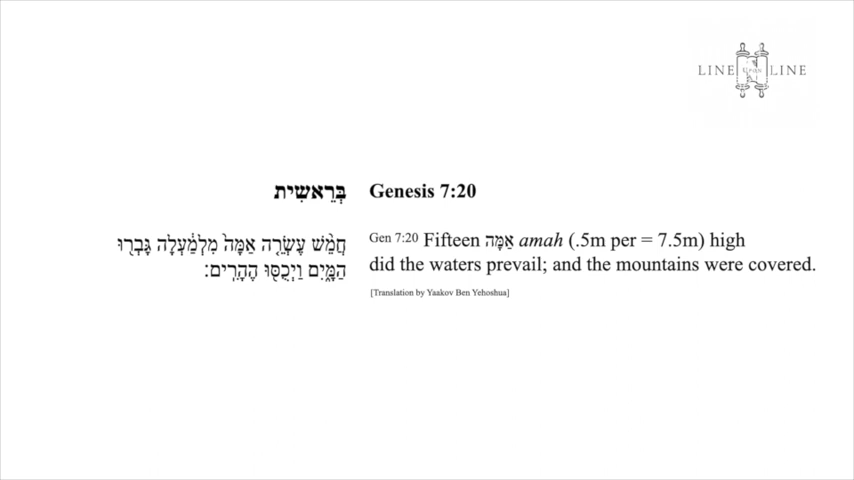 LINE UPON LINE
בְּרֵאשִׁית
Genesis 7:20
חֲמֵ֨שׁ עֶשְׂרֵ֤ה אַמָּה֙ מִלְמַ֔עְלָה גָּבְר֖וּ
הַמָּ֑יִם וַיְכֻסּ֖וּ הֶהָרִֽים׃
Gen 7:20 Fifteen אַמָּה amah (.5m per = 7.5m) high
did the waters prevail; and the mountains were covered.
[Translation by Yaakov Ben Yehoshua]